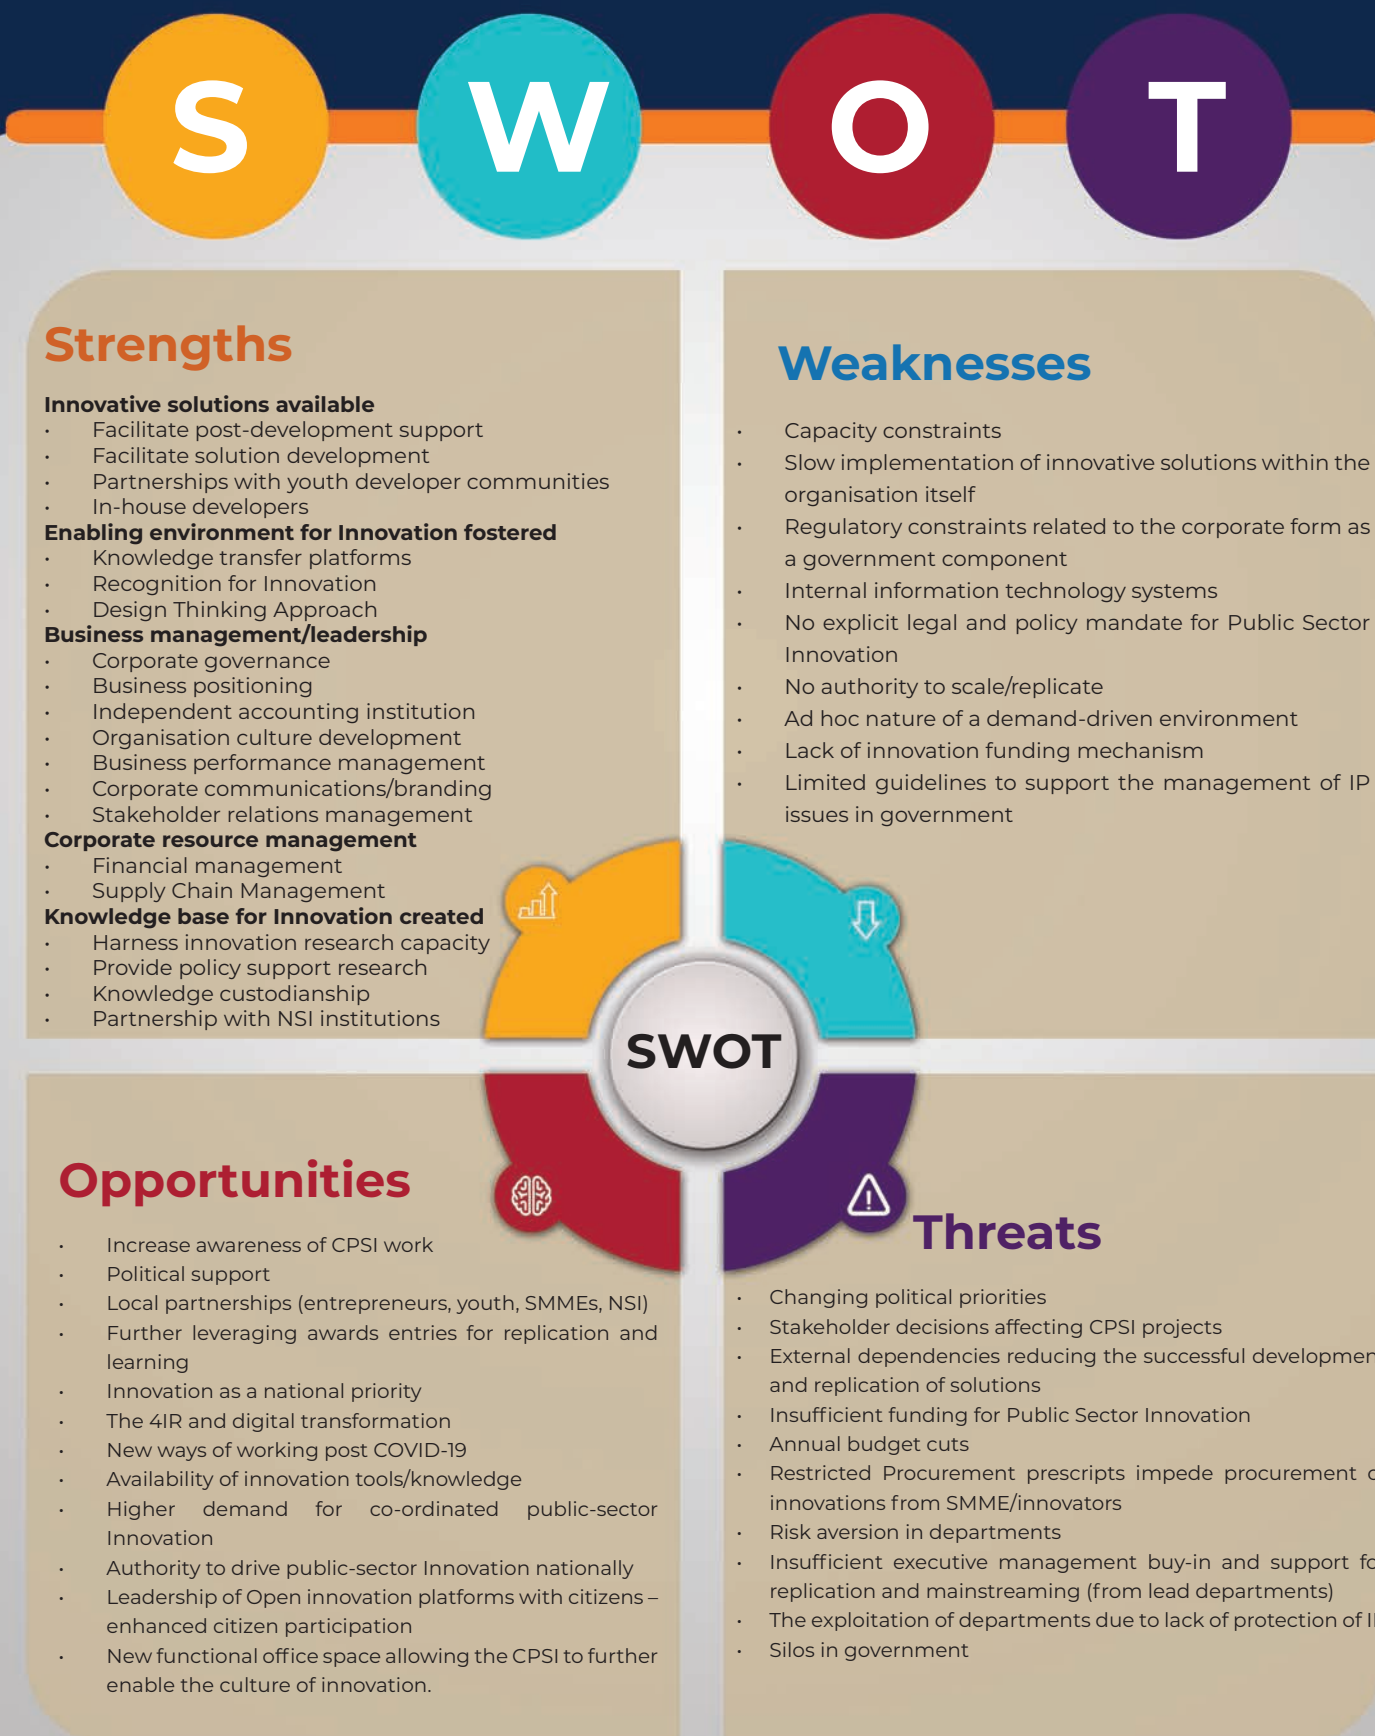 S W O T
Strengths
Innovative solutions available
• Facilitate post-development support
• Facilitate solution development
• Partnerships with youth developer communities
• In-house developers
Enabling environment for Innovation fostered
• Knowledge transfer platforms
• Recognition for Innovation
• Design Thinking Approach
Business management/leadership
• Corporate governance
• Business positioning
• Independent accounting institution
• Organisation culture development
• Business performance management
• Corporate communications/branding
• Stakeholder relations management
Corporate resource management
• Financial management
• Supply Chain Management
Knowledge base for Innovation created
• Harness innovation research capacity
• Provide policy support research
• Knowledge custodianship
• Partnership with NSI institutions
Weaknesses
• Capacity constraints
• Slow implementation of innovative solutions within the
organisation itself
• Regulatory constraints related to the corporate form as
a government component
• Internal information technology systems
• No explicit legal and policy mandate for Public Sector
Innovation
• No authority to scale/replicate
• Ad hoc nature of a demand-driven environment
• Lack of innovation funding mechanism
• Limited guidelines to support the management of IP
issues in government
SWOT
Opportunities
• Increase awareness of CPSI work
• Political support
• Local partnerships (entrepreneurs, youth, SMMEs, NSI)
• Further leveraging awards entries for replication and
learning
• Innovation as a national priority
• The 4IR and digital transformation
• New ways of working post COVID-19
• Availability of innovation tools/knowledge
• Higher demand for co-ordinated public-sector
Innovation
• Authority to drive public-sector Innovation nationally
• Leadership of Open innovation platforms with citizens –
enhanced citizen participation
• New functional office space allowing the CPSI to further
enable the culture of innovation.
Threats
• Changing political priorities
• Stakeholder decisions affecting CPSI projects
• External dependencies reducing the successful developmen
and replication of solutions
• Insufficient funding for Public Sector Innovation
• Annual budget cuts
• Restricted Procurement prescripts impede procurement
innovations from SMME/innovators
• Risk aversion in departments
• Insufficient executive management buy-in and support fo
replication and mainstreaming (from lead departments)
• The exploitation of departments due to lack of protection of I
• Silos in government